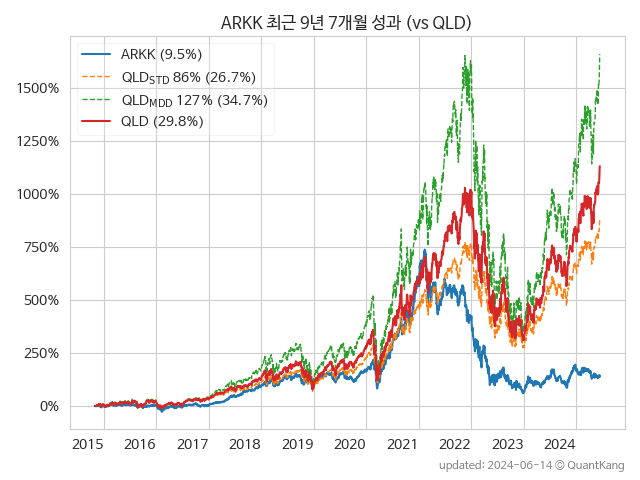 ARKK 최근 9년 7개월 성과 (vs QLD)
ARKK (9.5%)
QLD_STD 86% (26.7%)
QLD_MDD 127% (34.7%)
QLD (29.8%)
1500%
1250%
1000%
750%
500%
250%
0%
2015 2016 2017 2018 2019 2020 2021 2022 2023 2024
updated: 2024-06-14 © QuantKang